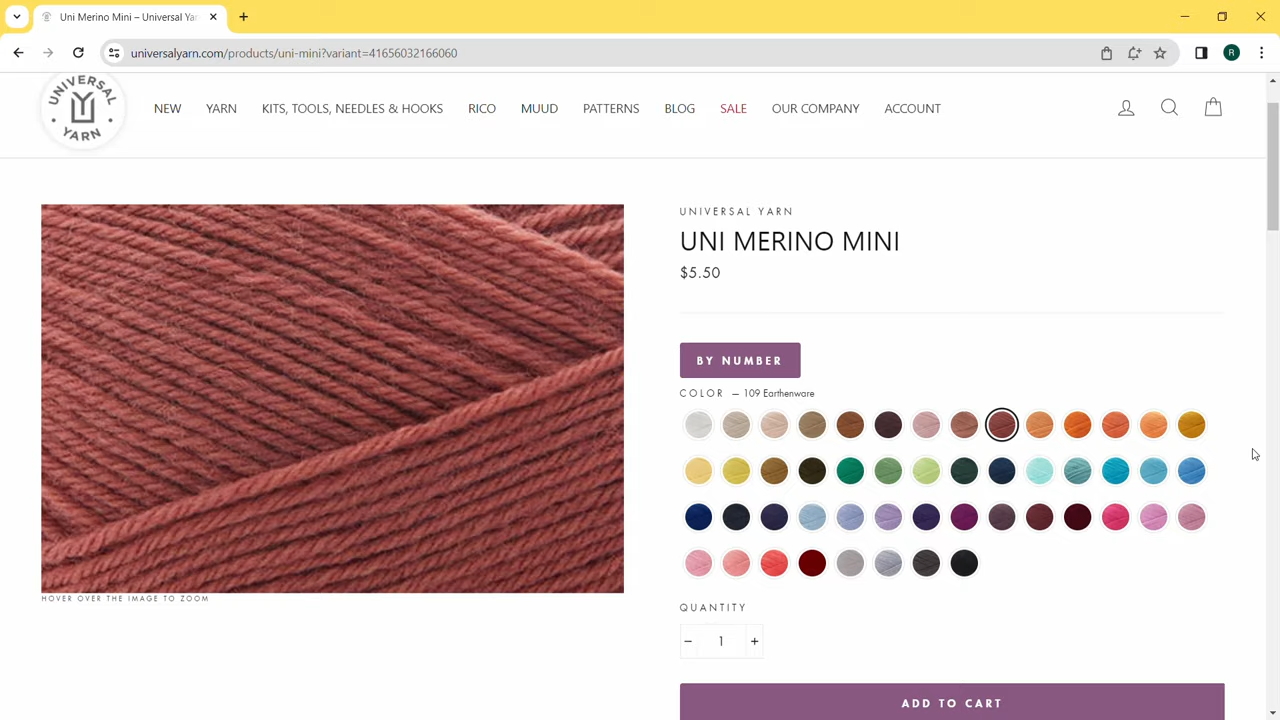 Uni Merino Mini – Universal Ya
universalyarn.com/products/uni-mini?variant=41656032166060
R
UNIVERSAL YARN
NEW YARN KITS, TOOLS, NEEDLES & HOOKS RICO MUUD PATTERNS BLOG SALE OUR COMPANY ACCOUNT
UNIVERSAL YARN
UNI MERINO MINI
$5.50
BY NUMBER
COLOR — 109 Earthenware
HOVER OVER THE IMAGE TO ZOOM
QUANTITY
− 1 +
ADD TO CART